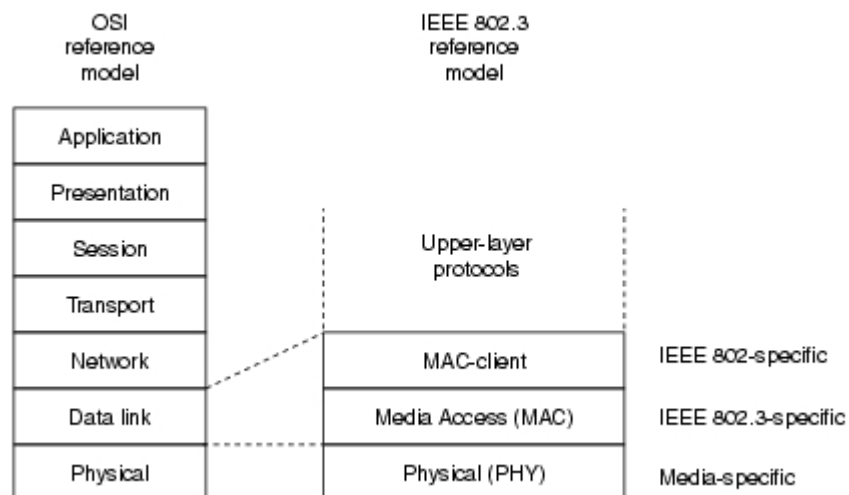 OSI
reference
model
IEEE 802.3
reference
model
Application
Presentation
Session
Transport
Network
Data link
Physical
Upper-layer
protocols
MAC-client
Media Access (MAC)
Physical (PHY)
IEEE 802-specific
IEEE 802.3-specific
Media-specific